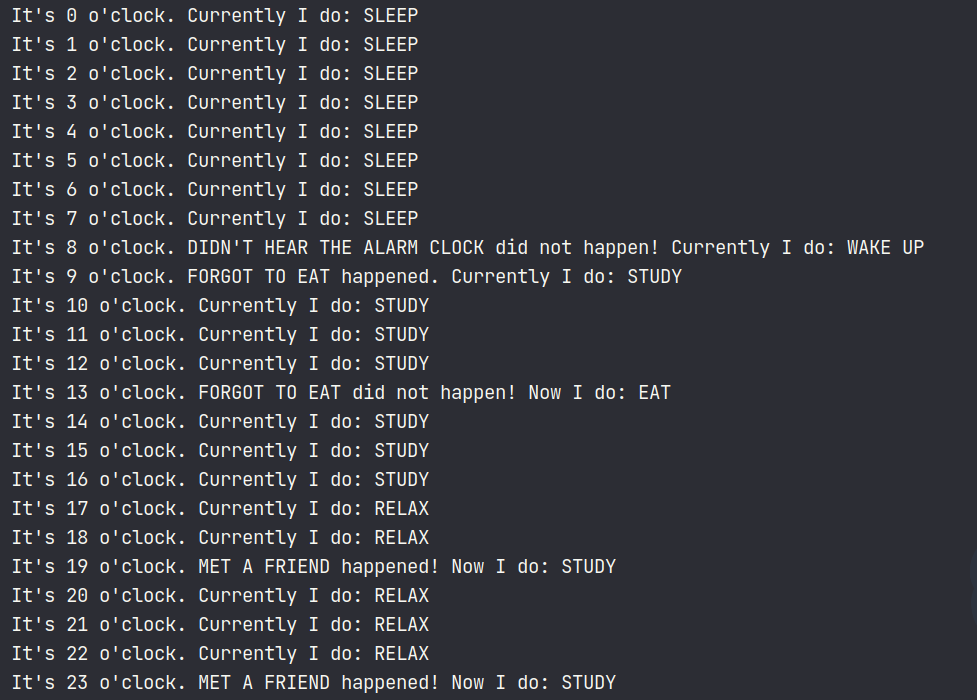 It's 0 o'clock. Currently I do: SLEEP
It's 1 o'clock. Currently I do: SLEEP
It's 2 o'clock. Currently I do: SLEEP
It's 3 o'clock. Currently I do: SLEEP
It's 4 o'clock. Currently I do: SLEEP
It's 5 o'clock. Currently I do: SLEEP
It's 6 o'clock. Currently I do: SLEEP
It's 7 o'clock. Currently I do: SLEEP
It's 8 o'clock. DIDN'T HEAR THE ALARM CLOCK did not happen! Currently I do: WAKE UP
It's 9 o'clock. FORGOT TO EAT happened. Currently I do: STUDY
It's 10 o'clock. Currently I do: STUDY
It's 11 o'clock. Currently I do: STUDY
It's 12 o'clock. Currently I do: STUDY
It's 13 o'clock. FORGOT TO EAT did not happen! Now I do: EAT
It's 14 o'clock. Currently I do: STUDY
It's 15 o'clock. Currently I do: STUDY
It's 16 o'clock. Currently I do: STUDY
It's 17 o'clock. Currently I do: RELAX
It's 18 o'clock. Currently I do: RELAX
It's 19 o'clock. MET A FRIEND happened! Now I do: STUDY
It's 20 o'clock. Currently I do: RELAX
It's 21 o'clock. Currently I do: RELAX
It's 22 o'clock. Currently I do: RELAX
It's 23 o'clock. MET A FRIEND happened! Now I do: STUDY